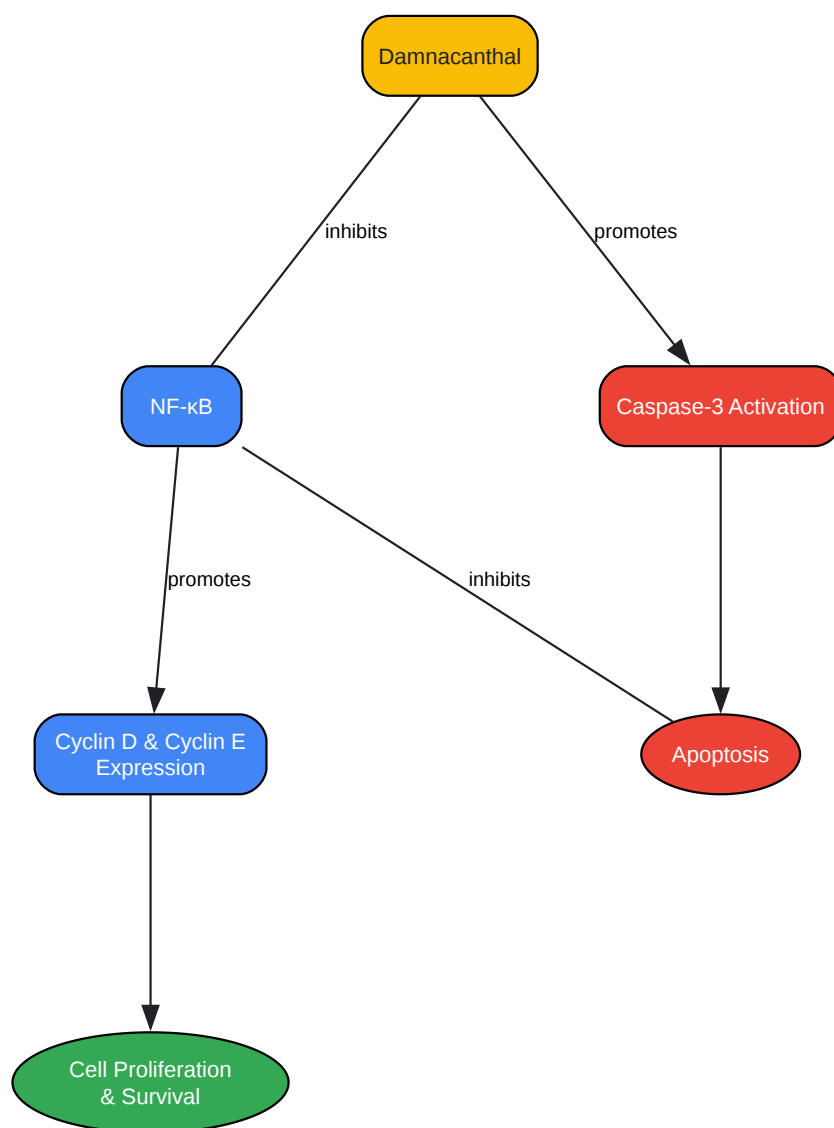 Damnacanthal
inhibits
promotes
NF-κB
Caspase-3 Activation
promotes
inhibits
Cyclin D & Cyclin E
Expression
Apoptosis
Cell Proliferation
& Survival